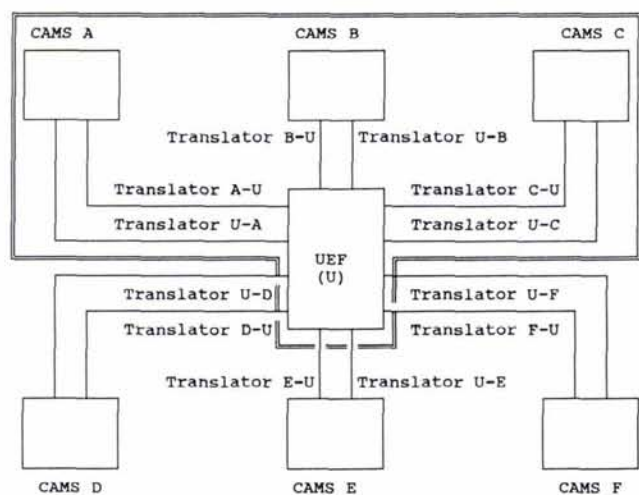 CAMS A
CAMS B
CAMS C
Translator B-U
Translator U-B
Translator A-U
Translator C-U
Translator U-A
Translator U-C
UEF
(U)
Translator U-D
Translator U-F
Translator D-U
Translator F-U
Translator E-U
Translator U-E
CAMS D
CAMS E
CAMS F